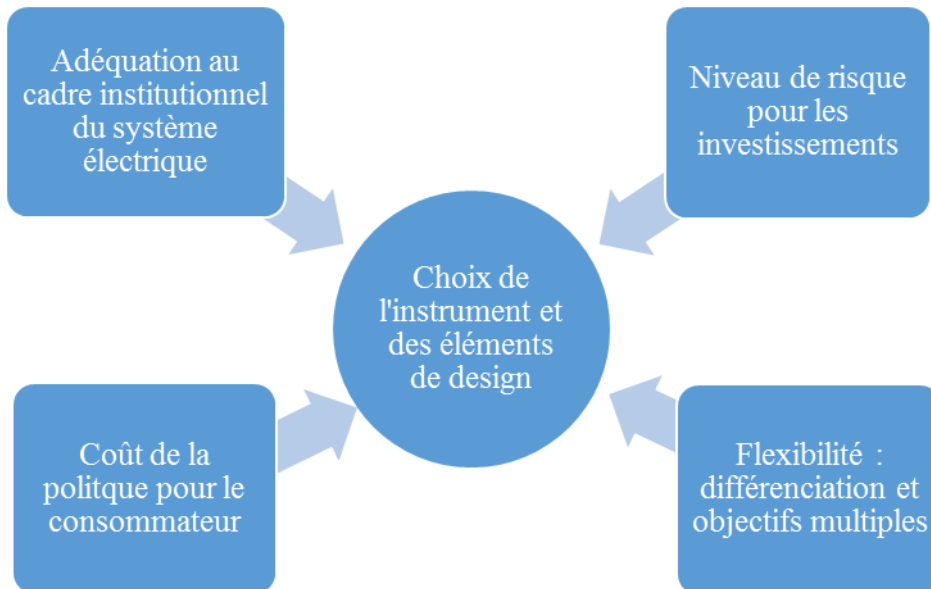 Adéquation au
cadre institutionnel
du système
électrique
Niveau de risque
pour les
investissements
Choix de
l'instrument et
des éléments
de design
Coût de la
politque pour le
consommateur
Flexibilité :
différenciation et
objectifs multiples